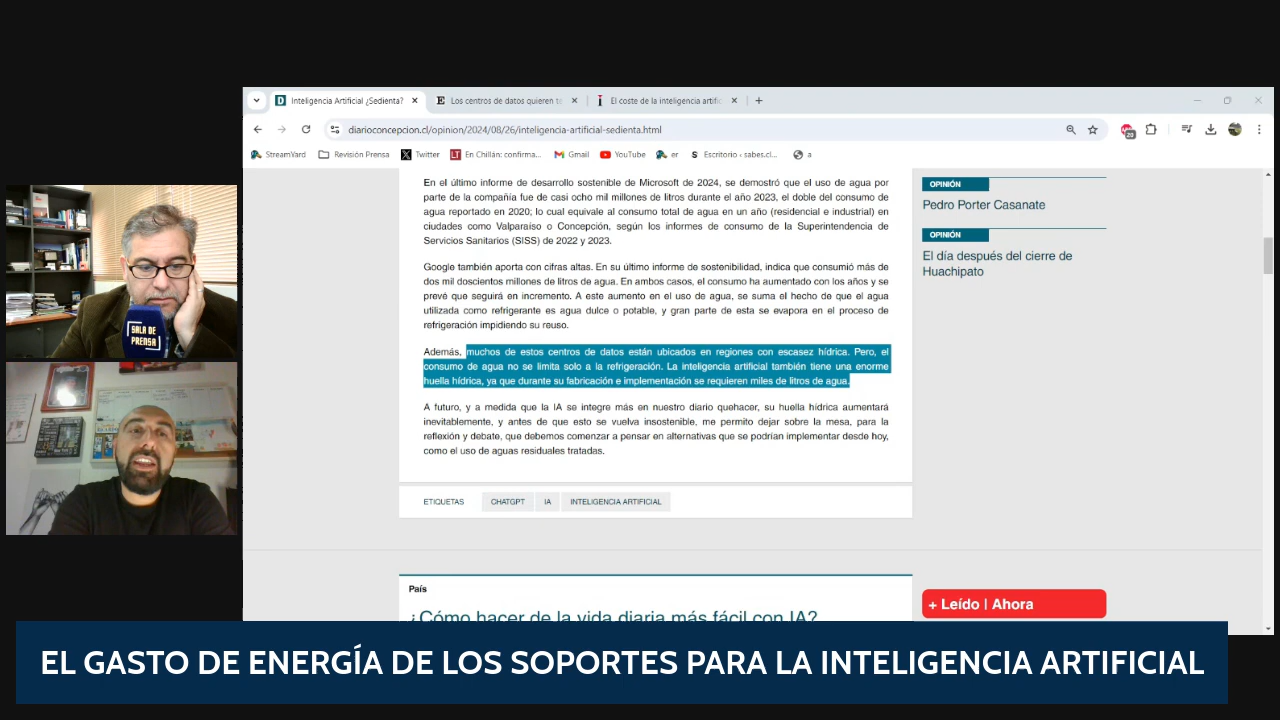 Inteligencia Artificial ¿Sedienta?
Los centros de datos quieren t
El coste de la inteligencia artific
diarioconcepcion.cl/opinion/2024/08/26/inteligencia-artificial-sedienta.html
StreamYard
Revisión Prensa
Twitter
En Chillán: confirma...
Gmail
YouTube
er
Escritorio ‹ sabes.cl...
a
En el último informe de desarrollo sostenible de Microsoft de 2024, se demostró que el uso de agua por
parte de la compañía fue de casi ocho mil millones de litros durante el año 2023, el doble del consumo de
agua reportado en 2020; lo cual equivale al consumo total de agua en un año (residencial e industrial) en
ciudades como Valparaíso o Concepción, según los informes de consumo de la Superintendencia de
Servicios Sanitarios (SISS) de 2022 y 2023.
Google también aporta con cifras altas. En su último informe de sostenibilidad, indica que consumió más de
dos mil doscientos millones de litros de agua. En ambos casos, el consumo ha aumentado con los años y se
prevé que seguirá en incremento. A este aumento en el uso de agua, se suma el hecho de que el agua
utilizada como refrigerante es agua dulce o potable, y gran parte de esta se evapora en el proceso de
refrigeración impidiendo su reuso.
Además, muchos de estos centros de datos están ubicados en regiones con escasez hídrica. Pero, el
consumo de agua no se limita solo a la refrigeración. La inteligencia artificial también tiene una enorme
huella hídrica, ya que durante su fabricación e implementación se requieren miles de litros de agua.
A futuro, y a medida que la IA se integre más en nuestro diario quehacer, su huella hídrica aumentará
inevitablemente, y antes de que esto se vuelva insostenible, me permito dejar sobre la mesa, para la
reflexión y debate, que debemos comenzar a pensar en alternativas que se podrían implementar desde hoy,
como el uso de aguas residuales tratadas.
ETIQUETAS
CHATGPT
IA
INTELIGENCIA ARTIFICIAL
OPINIÓN
Pedro Porter Casanate
OPINIÓN
El día después del cierre de
Huachipato
País
¿Cómo hacer de la vida diaria más fácil con IA?
+ Leído | Ahora
SALA DE
PRENSA
EL GASTO DE ENERGÍA DE LOS SOPORTES PARA LA INTELIGENCIA ARTIFICIAL